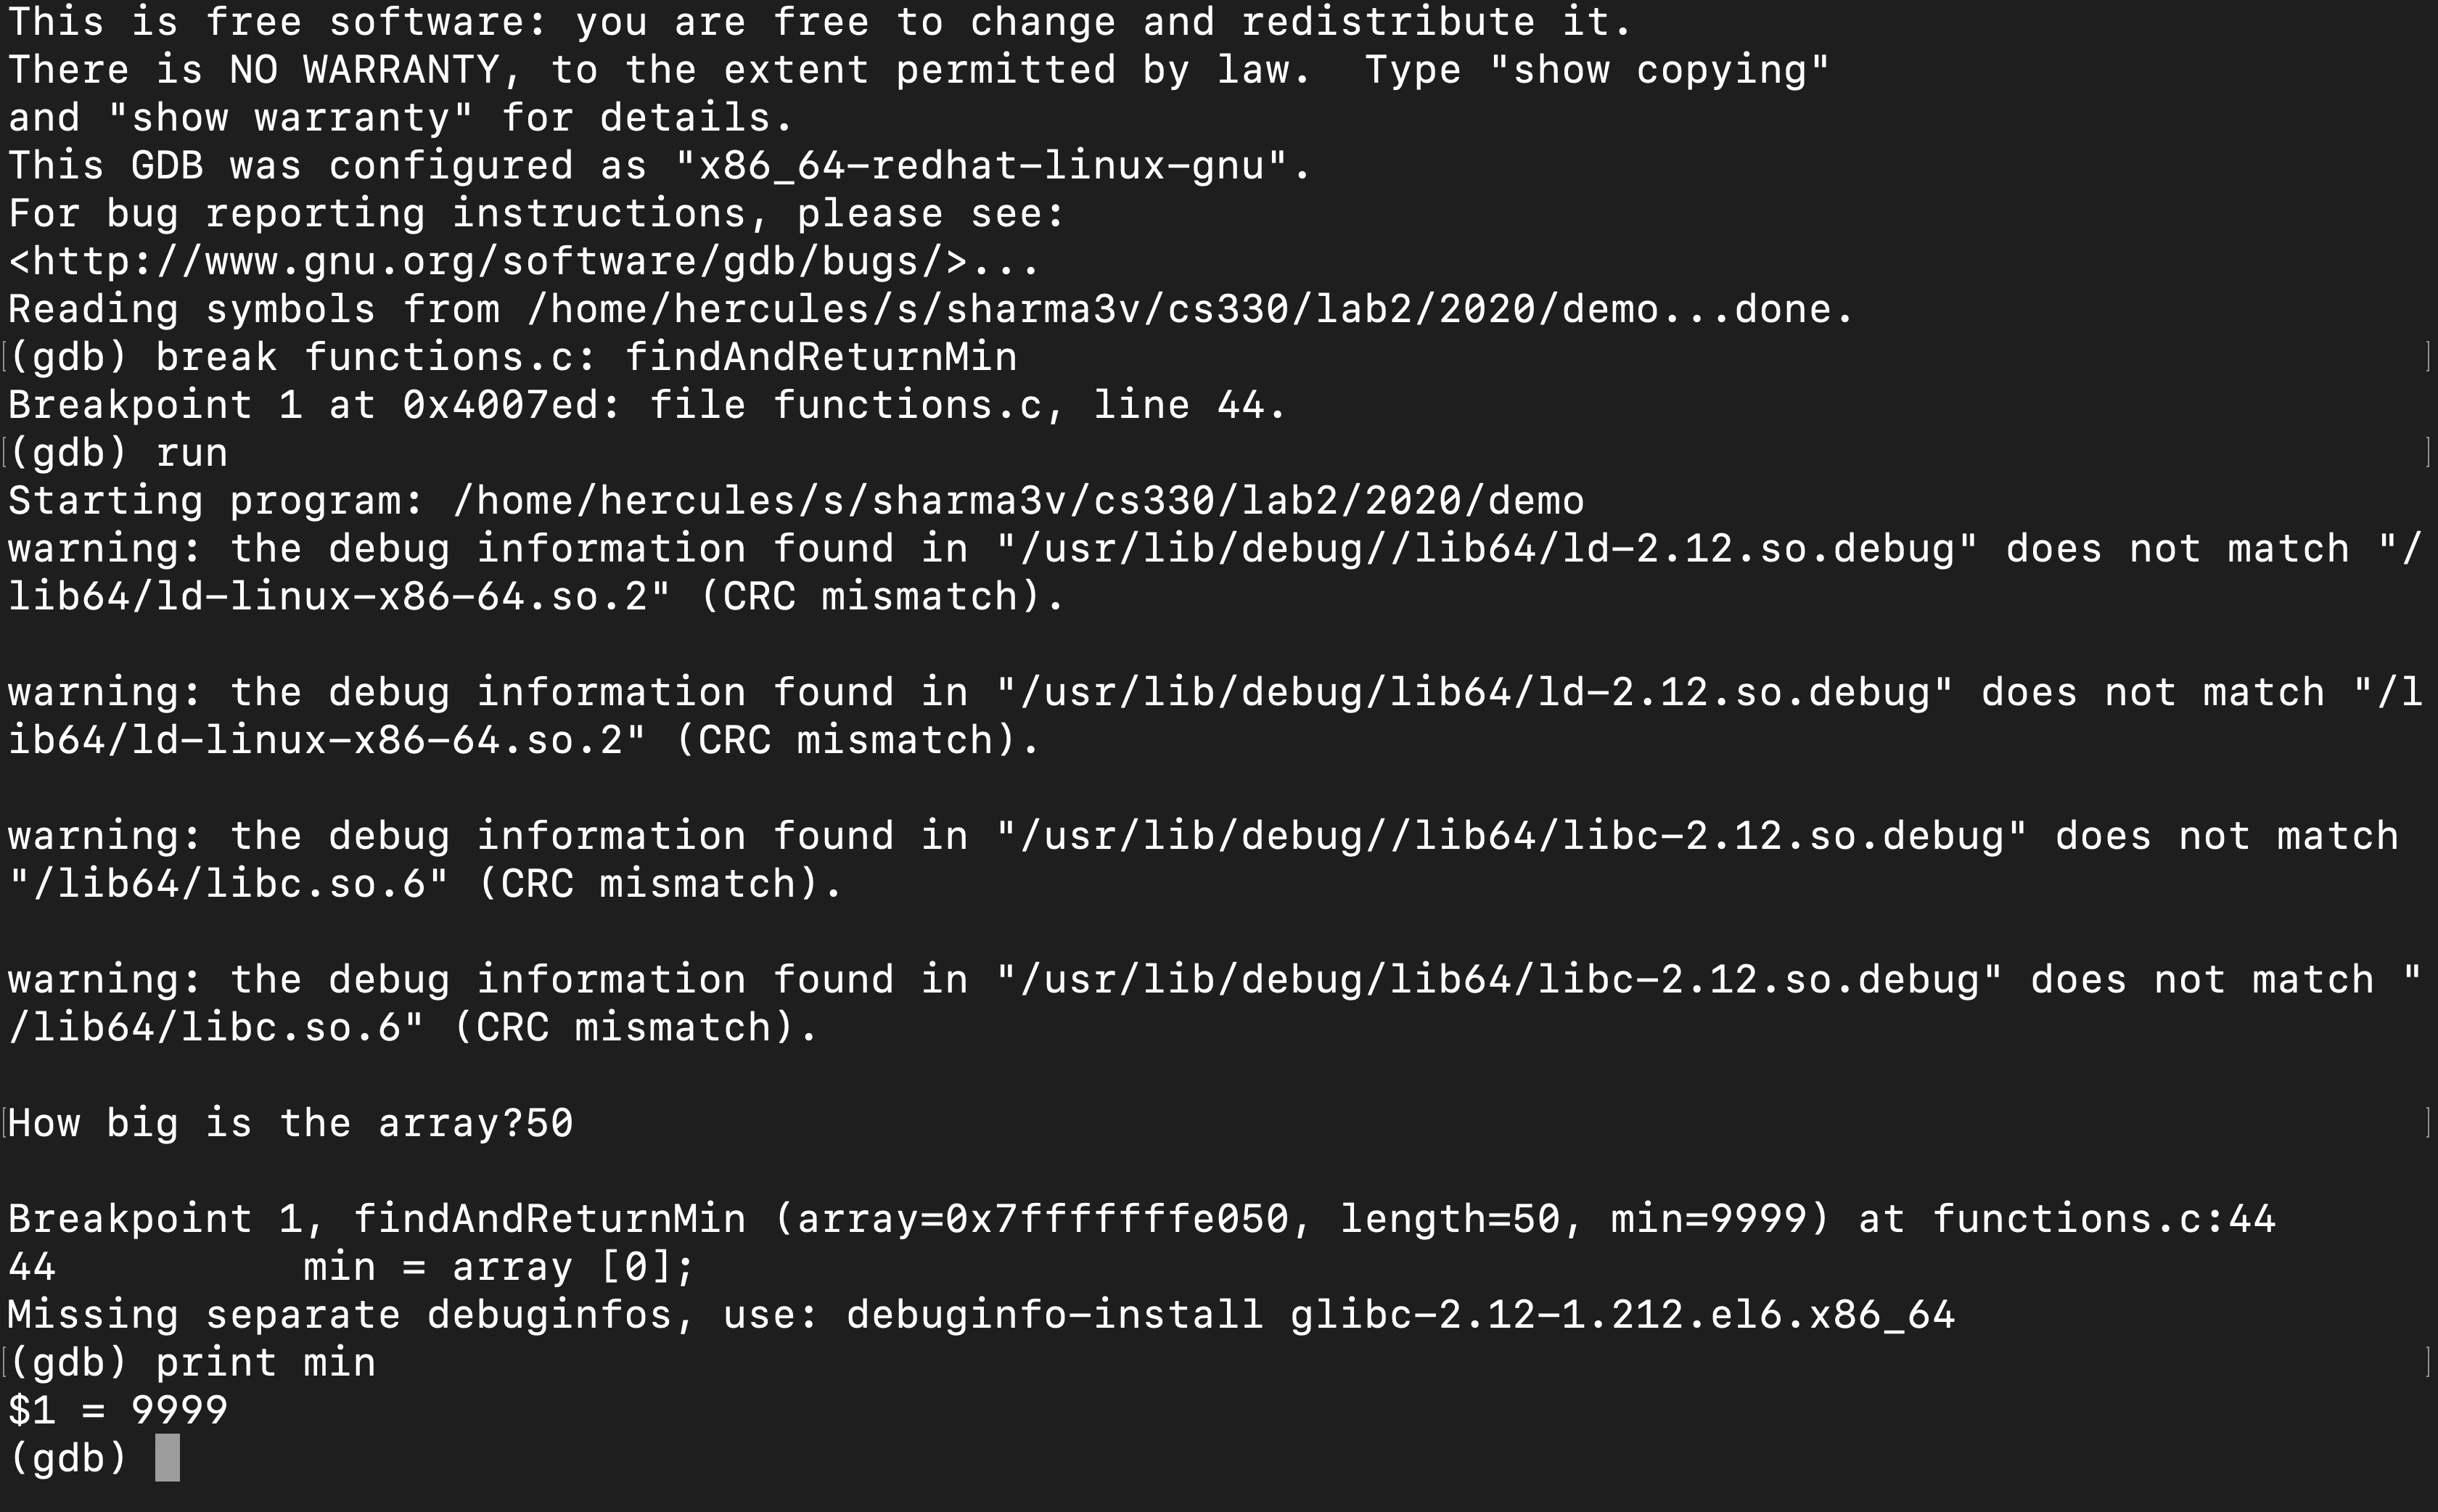 This is free software: you are free to change and redistribute it.
There is NO WARRANTY, to the extent permitted by law.  Type "show copying"
and "show warranty" for details.
This GDB was configured as "x86_64-redhat-linux-gnu".
For bug reporting instructions, please see:
<http://www.gnu.org/software/gdb/bugs/>...
Reading symbols from /home/hercules/s/sharma3v/cs330/lab2/2020/demo...done.
[(gdb) break functions.c: findAndReturnMin ]
Breakpoint 1 at 0x4007ed: file functions.c, line 44.
[(gdb) run ]
Starting program: /home/hercules/s/sharma3v/cs330/lab2/2020/demo
warning: the debug information found in "/usr/lib/debug//lib64/ld-2.12.so.debug" does not match "/
lib64/ld-linux-x86-64.so.2" (CRC mismatch).

warning: the debug information found in "/usr/lib/debug/lib64/ld-2.12.so.debug" does not match "/l
ib64/ld-linux-x86-64.so.2" (CRC mismatch).

warning: the debug information found in "/usr/lib/debug//lib64/libc-2.12.so.debug" does not match
"/lib64/libc.so.6" (CRC mismatch).

warning: the debug information found in "/usr/lib/debug/lib64/libc-2.12.so.debug" does not match "
/lib64/libc.so.6" (CRC mismatch).

[How big is the array?50 ]

Breakpoint 1, findAndReturnMin (array=0x7fffffffe050, length=50, min=9999) at functions.c:44
44          min = array [0];
Missing separate debuginfos, use: debuginfo-install glibc-2.12-1.212.el6.x86_64
[(gdb) print min ]
$1 = 9999
(gdb)